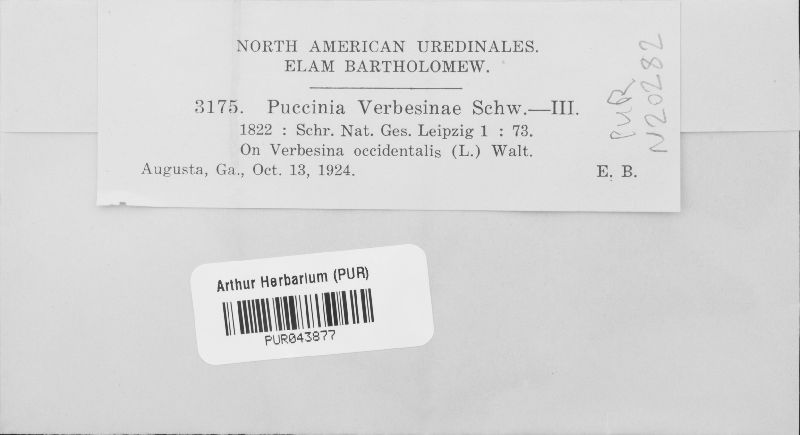 NORTH AMERICAN UREDINALES.
ELAM BARTHOLOMEW.
3175. Puccinia Verbesinae Schw.—III.
1822 : Schr. Nat. Ges. Leipzig 1 : 73.
On Verbesina occidentalis (L.) Walt.
Augusta, Ga., Oct. 13, 1924. E. B.
PUR
N20282
Arthur Herbarium (PUR)
PUR043877